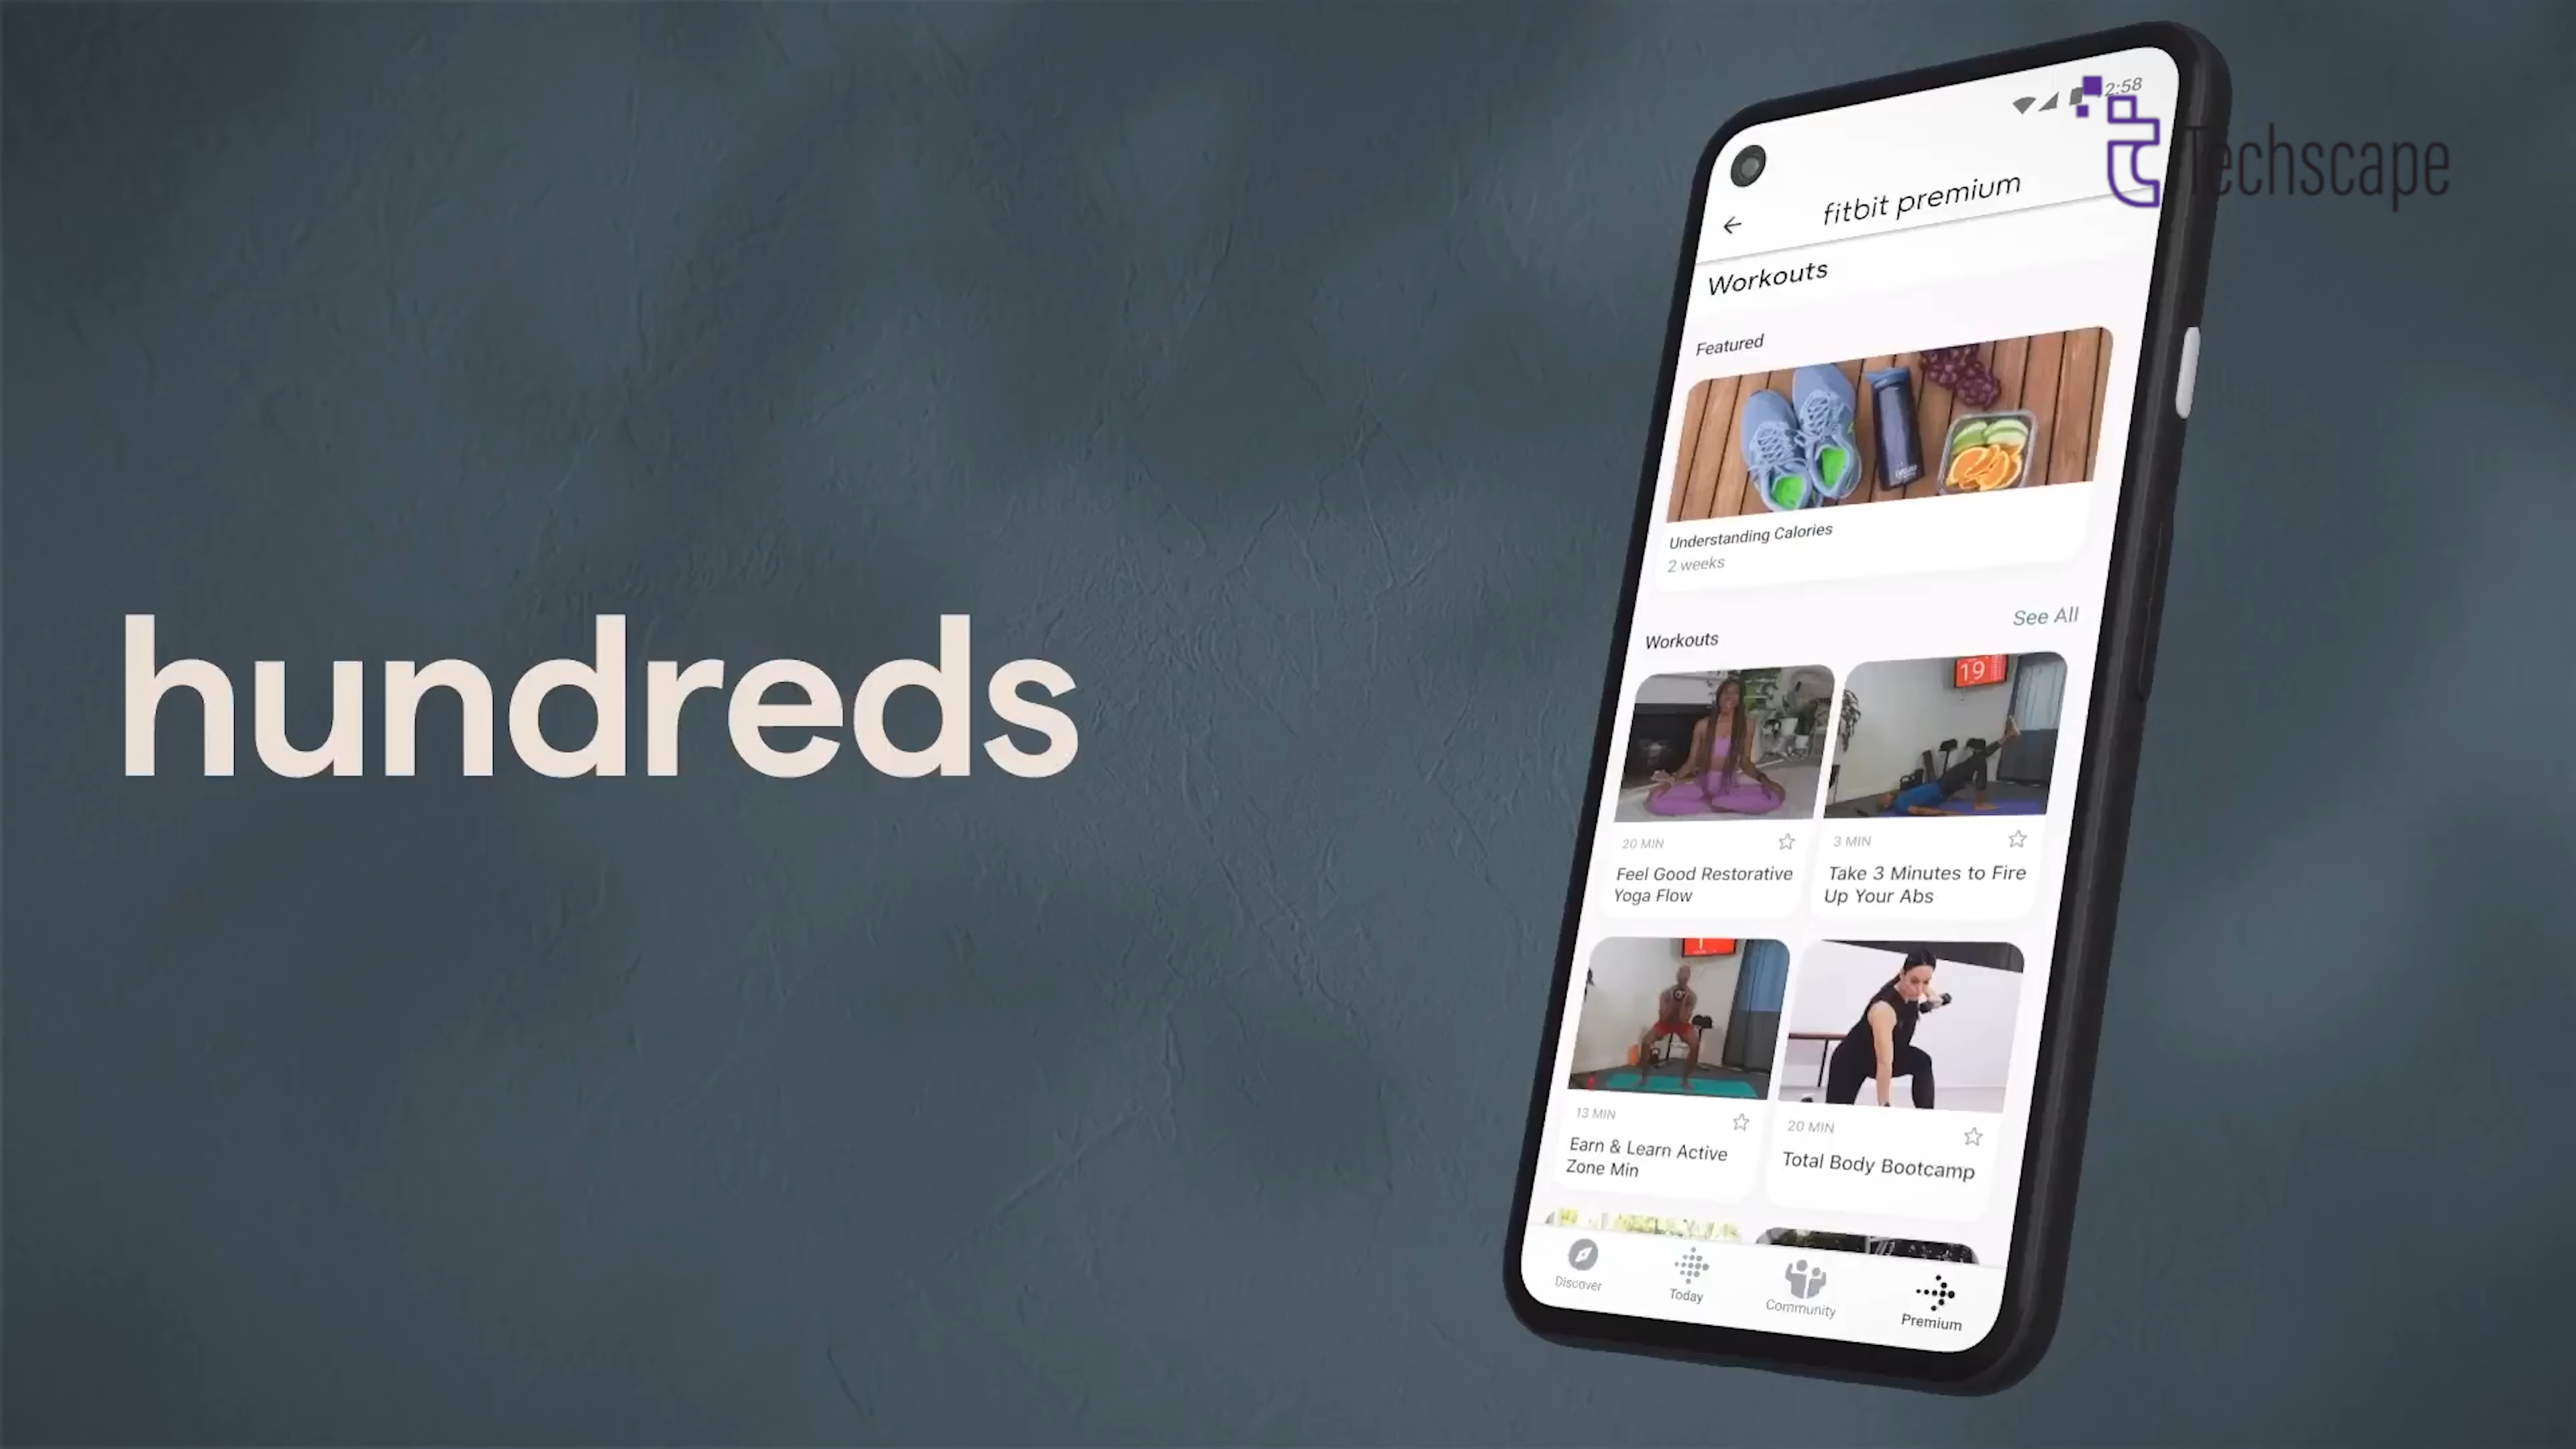 hundreds
2:58
Techscape
fitbit premium
Workouts
Featured
Understanding Calories
2 weeks
Workouts
See All
19
20 MIN
Feel Good Restorative
Yoga Flow
3 MIN
Take 3 Minutes to Fire
Up Your Abs
13 MIN
Earn & Learn Active
Zone Min
20 MIN
Total Body Bootcamp
Discover
Today
Community
Premium